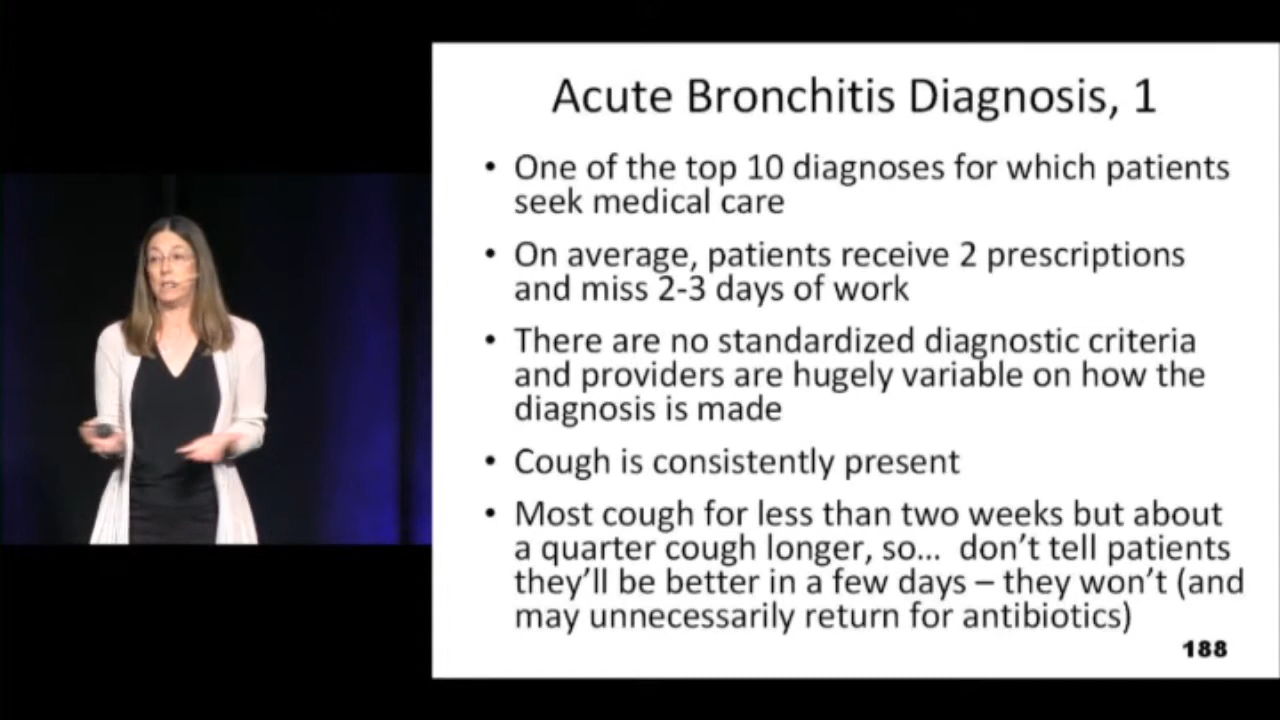 Acute Bronchitis Diagnosis, 1
• One of the top 10 diagnoses for which patients
seek medical care
• On average, patients receive 2 prescriptions
and miss 2-3 days of work
• There are no standardized diagnostic criteria
and providers are hugely variable on how the
diagnosis is made
• Cough is consistently present
• Most cough for less than two weeks but about
a quarter cough longer, so… don’t tell patients
they’ll be better in a few days – they won’t (and
may unnecessarily return for antibiotics)
188